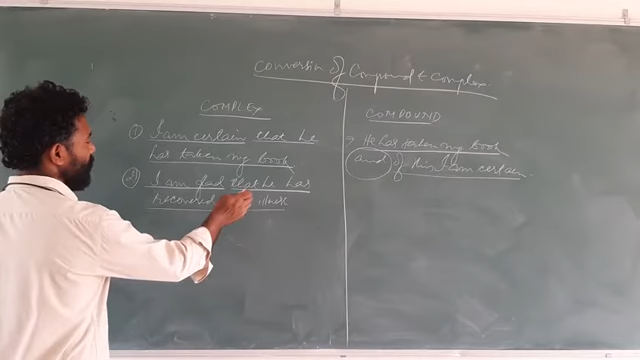 Conversion of Compound & Complex
COMPLEX
① I am certain that he
has taken my book
② I am glad that he has
recovered illness
COMPOUND
→ He has taken my book
and of this I am certain.